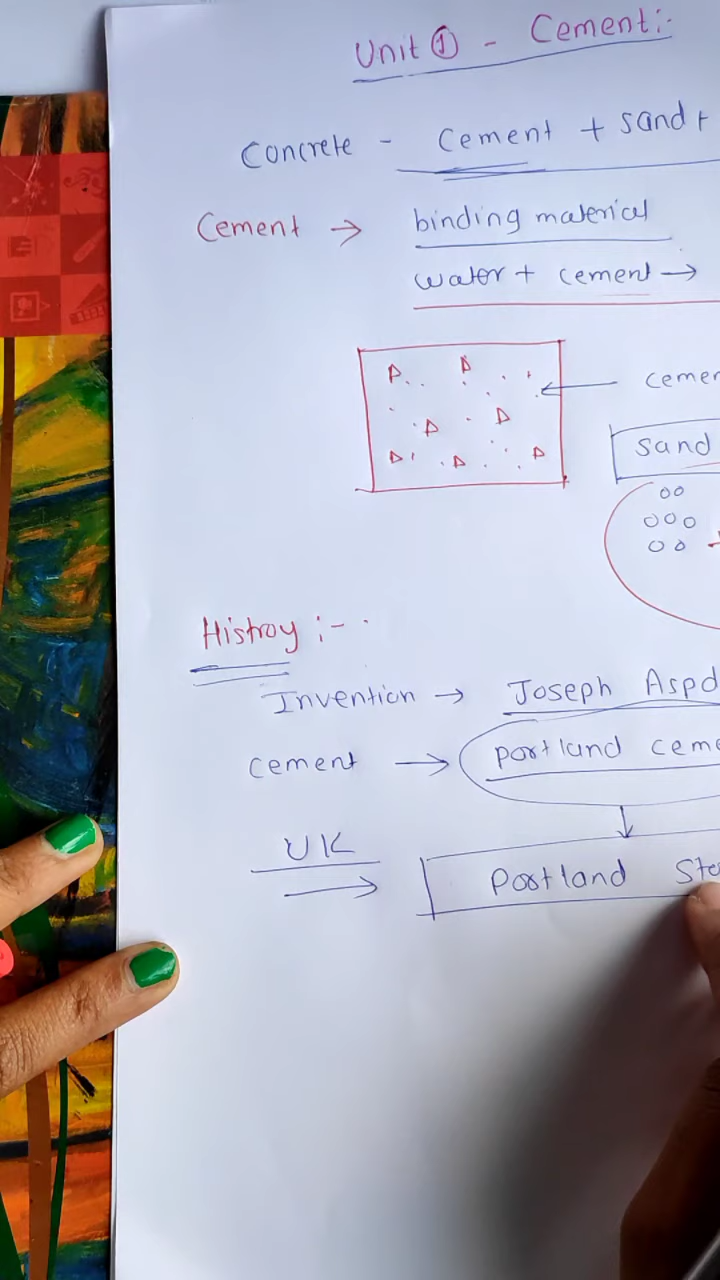 Unit ① - Cement:-
Concrete - Cement + Sand +
Cement → binding material
water + cement →
cemen
Sand
Histroy :-
Invention → Joseph Aspd
cement → portland ceme
UK
Portland Sto